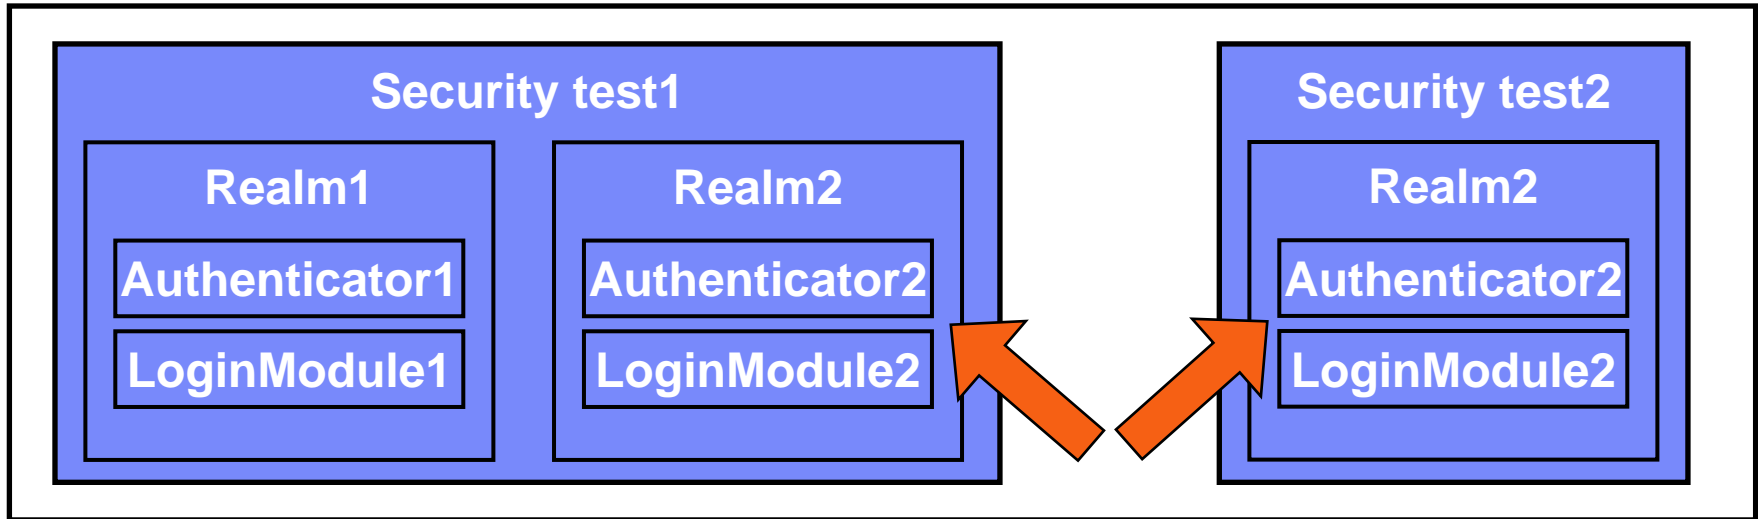 Security test1
Realm1
Authenticator1
LoginModule1
Realm2
Authenticator2
LoginModule2
Security test2
Realm2
Authenticator2
LoginModule2